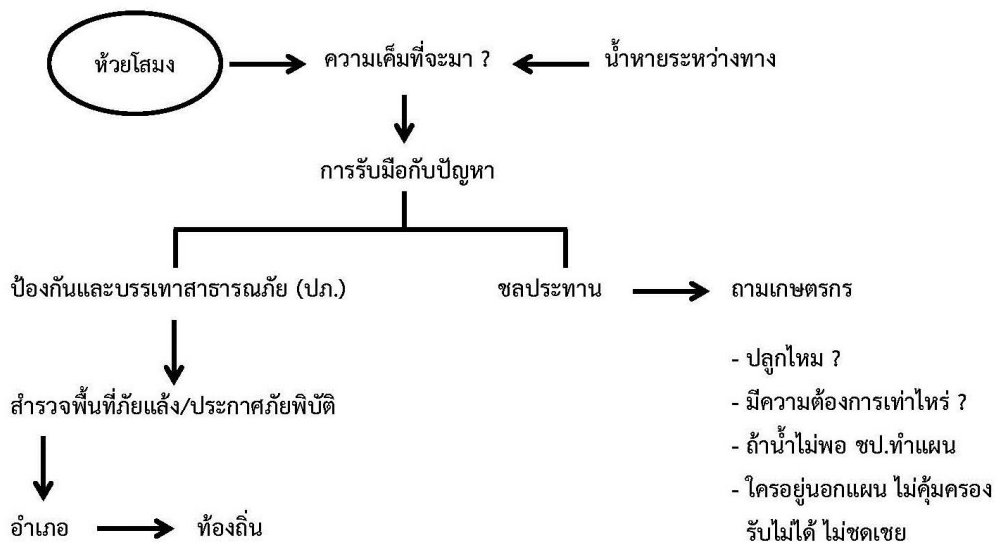 ห้วยโสมง
ความเค็มที่จะมา ?
น้ำหายระหว่างทาง
การรับมือกับปัญหา
ป้องกันและบรรเทาสาธารณภัย (ปภ.)
ชลประทาน
ถามเกษตรกร
- ปลูกไหม ?
- มีความต้องการเท่าไหร่ ?
- ถ้าน้ำไม่พอ ชป.ทำแผน
- ใครอยู่นอกแผน ไม่คุ้มครอง
รับไม่ได้ ไม่ชดเชย
สำรวจพื้นที่ภัยแล้ง/ประกาศภัยพิบัติ
อำเภอ
ท้องถิ่น